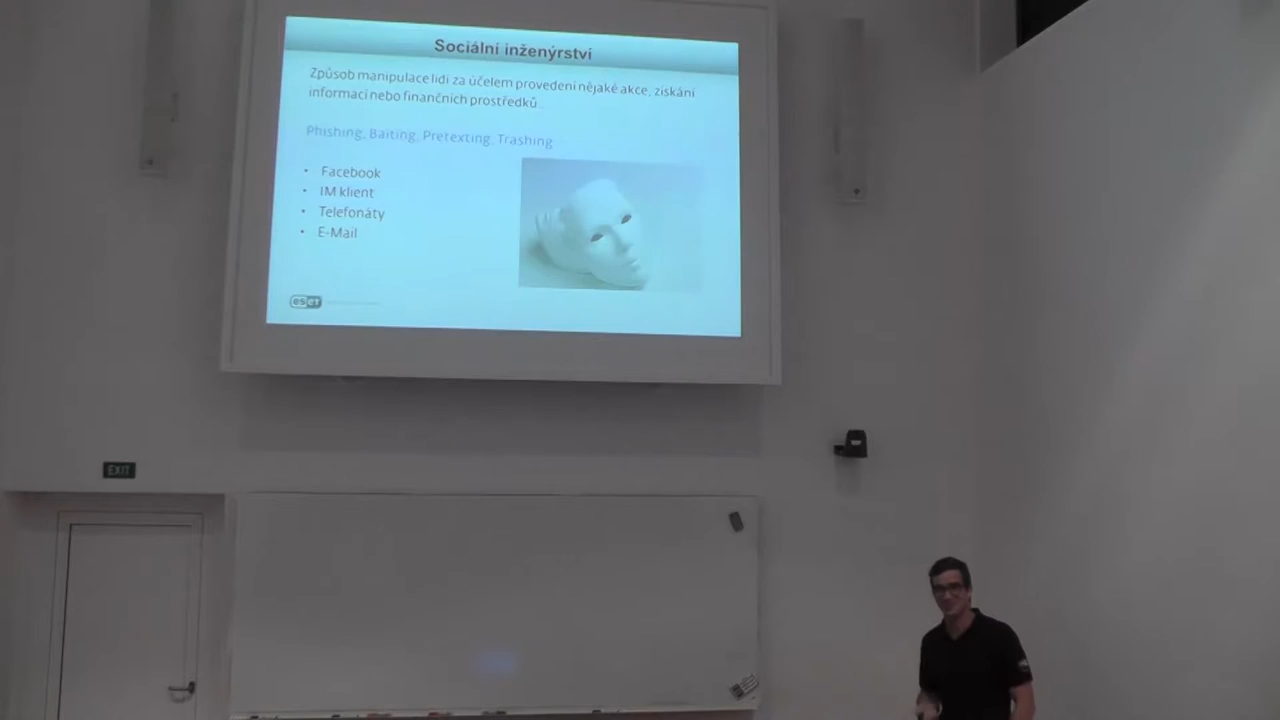 Sociální inženýrství
Způsob manipulace lidí za účelem provedení nějaké akce, získání
informací nebo finančních prostředků.
Phishing, Baiting, Pretexting, Trashing
• Facebook
• IM klient
• Telefonáty
• E-Mail
eset
EXIT